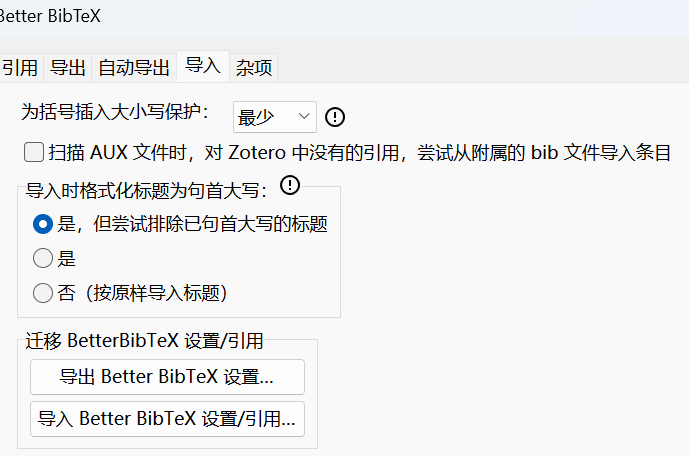 Better BibTeX
引用 导出 自动导出 导入 杂项
为括号插入大小写保护： 最少
扫描 AUX 文件时，对 Zotero 中没有的引用，尝试从附属的 bib 文件导入条目
导入时格式化标题为句首大写：
是，但尝试排除已句首大写的标题
是
否（按原样导入标题）
迁移 BetterBibTeX 设置/引用
导出 Better BibTeX 设置...
导入 Better BibTeX 设置/引用...